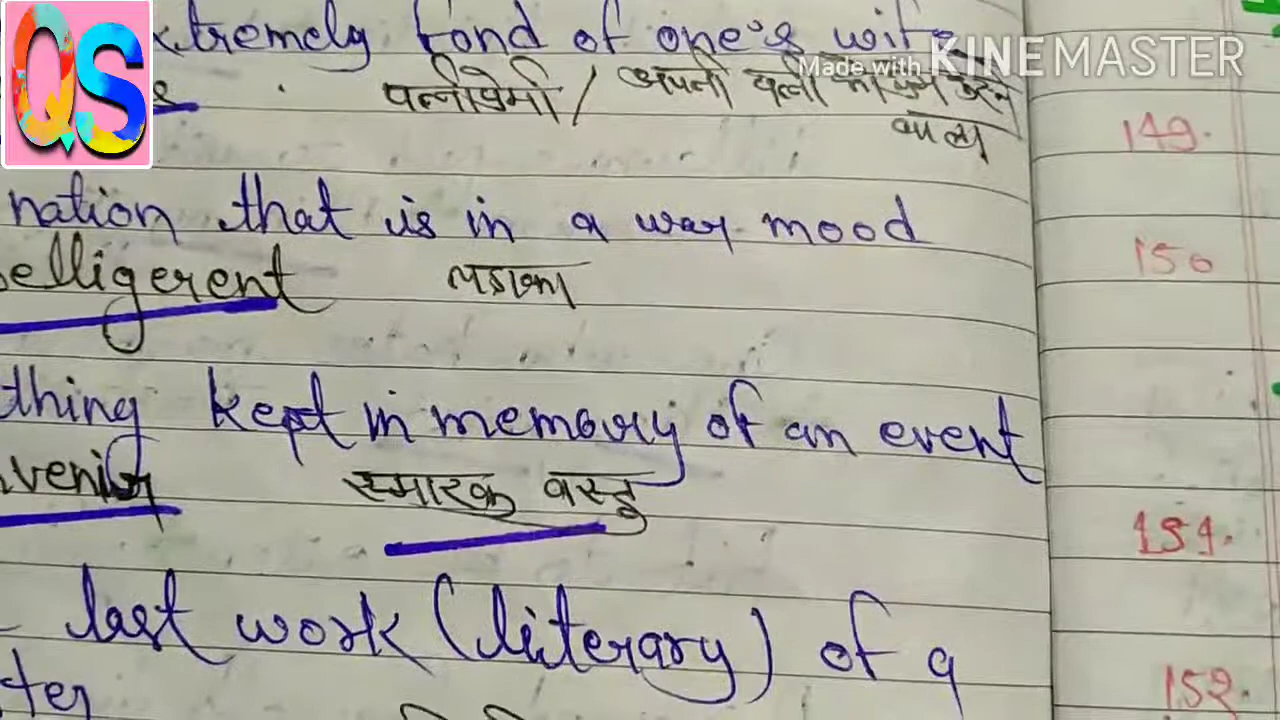 QS
xtremely fond of one's wife
Made with KINEMASTER
पत्नीप्रेमी / अपनी पत्नी
वाला
149.
nation that is in a war mood
150
elligerent लडाका
thing kept in memory of an event
venir स्मारक वस्तु
151.
last work (literary) of a
152.
ter